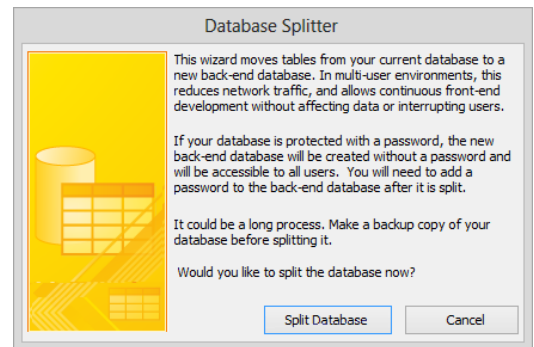 Database Splitter
This wizard moves tables from your current database to a
new back-end database. In multi-user environments, this
reduces network traffic, and allows continuous front-end
development without affecting data or interrupting users.
If your database is protected with a password, the new
back-end database will be created without a password and
will be accessible to all users.  You will need to add a
password to the back-end database after it is split.
It could be a long process. Make a backup copy of your
database before splitting it.
Would you like to split the database now?
Split Database
Cancel